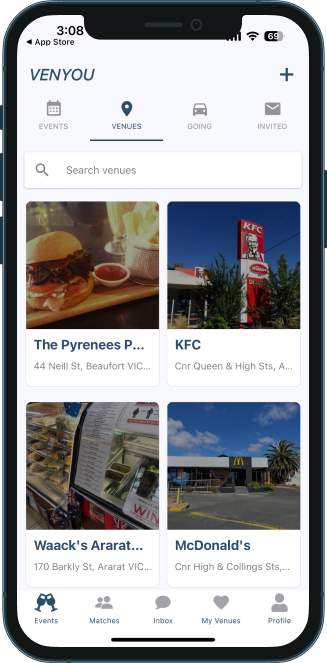 3:08
69
App Store
VENYOU
EVENTS
VENUES
GOING
INVITED
Search venues
KFC
The Pyrenees P...
44 Neill St, Beaufort VIC...
KFC
Cnr Queen & High Sts, A...
WIN
Waack's Ararat...
170 Barkly St, Ararat VIC...
McDonald's
Cnr High & Collings Sts,...
Events
Matches
Inbox
My Venues
Profile